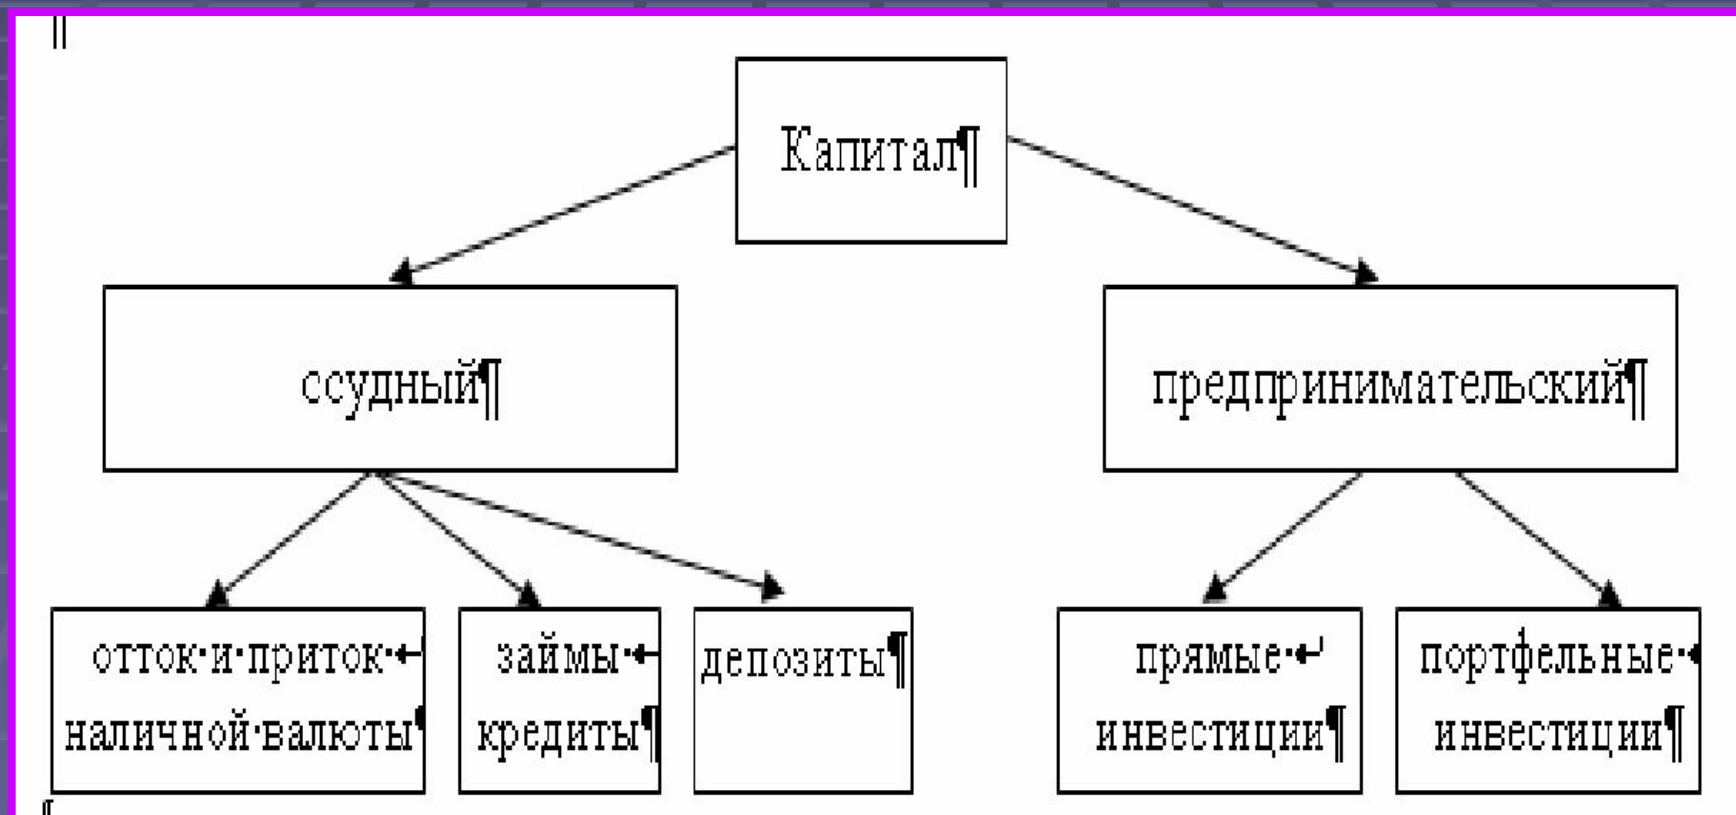 ¶
Капитал¶
ссудный¶
предпринимательский¶
отток·и·приток·↵
наличной·валюты¶
займы·↵
кредиты¶
депозиты¶
прямые·↵
инвестиции¶
портфельные·↵
инвестиции¶
¶